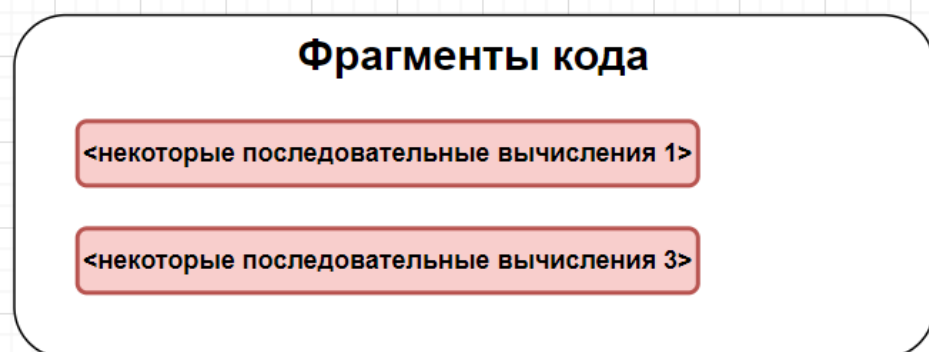 Фрагменты кода
<некоторые последовательные вычисления 1>
<некоторые последовательные вычисления 3>